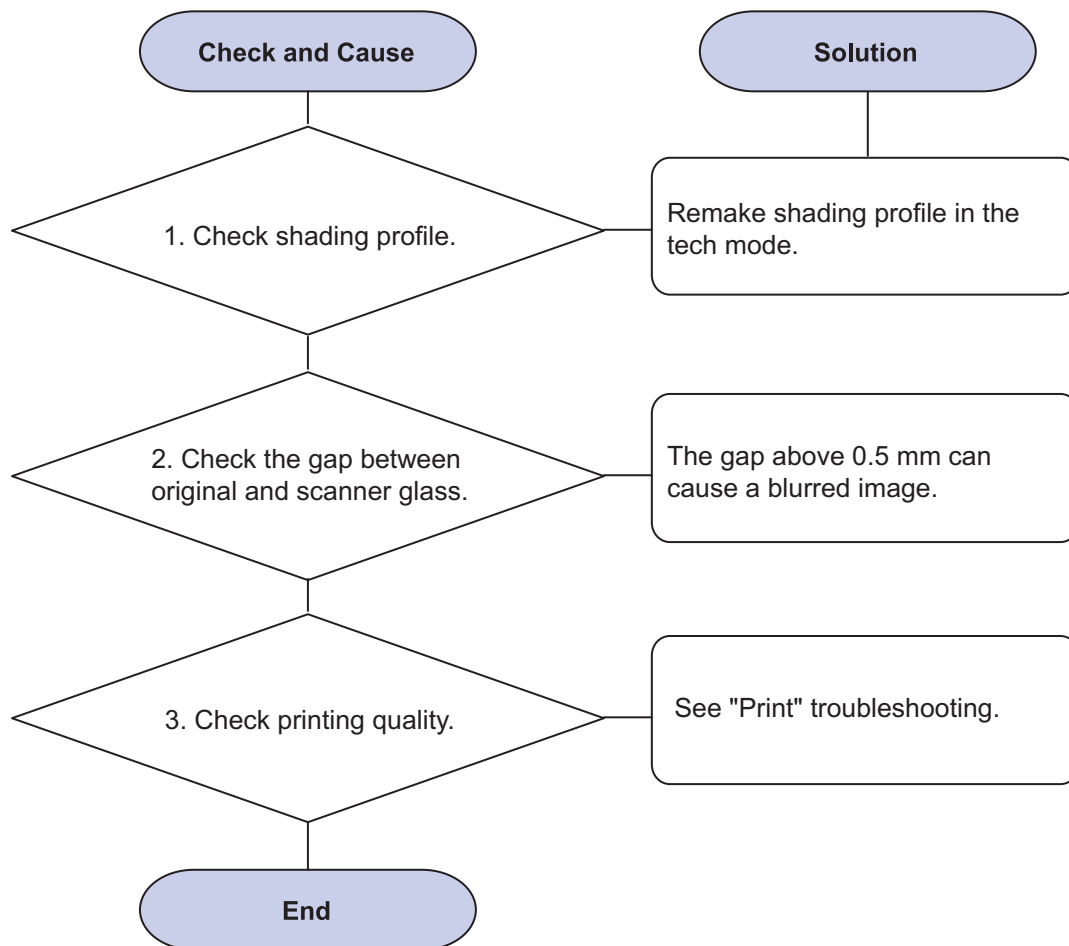 Check and Cause
Solution
1. Check shading profile.
Remake shading profile in the
tech mode.
2. Check the gap between
original and scanner glass.
The gap above 0.5 mm can
cause a blurred image.
3. Check printing quality.
See "Print" troubleshooting.
End